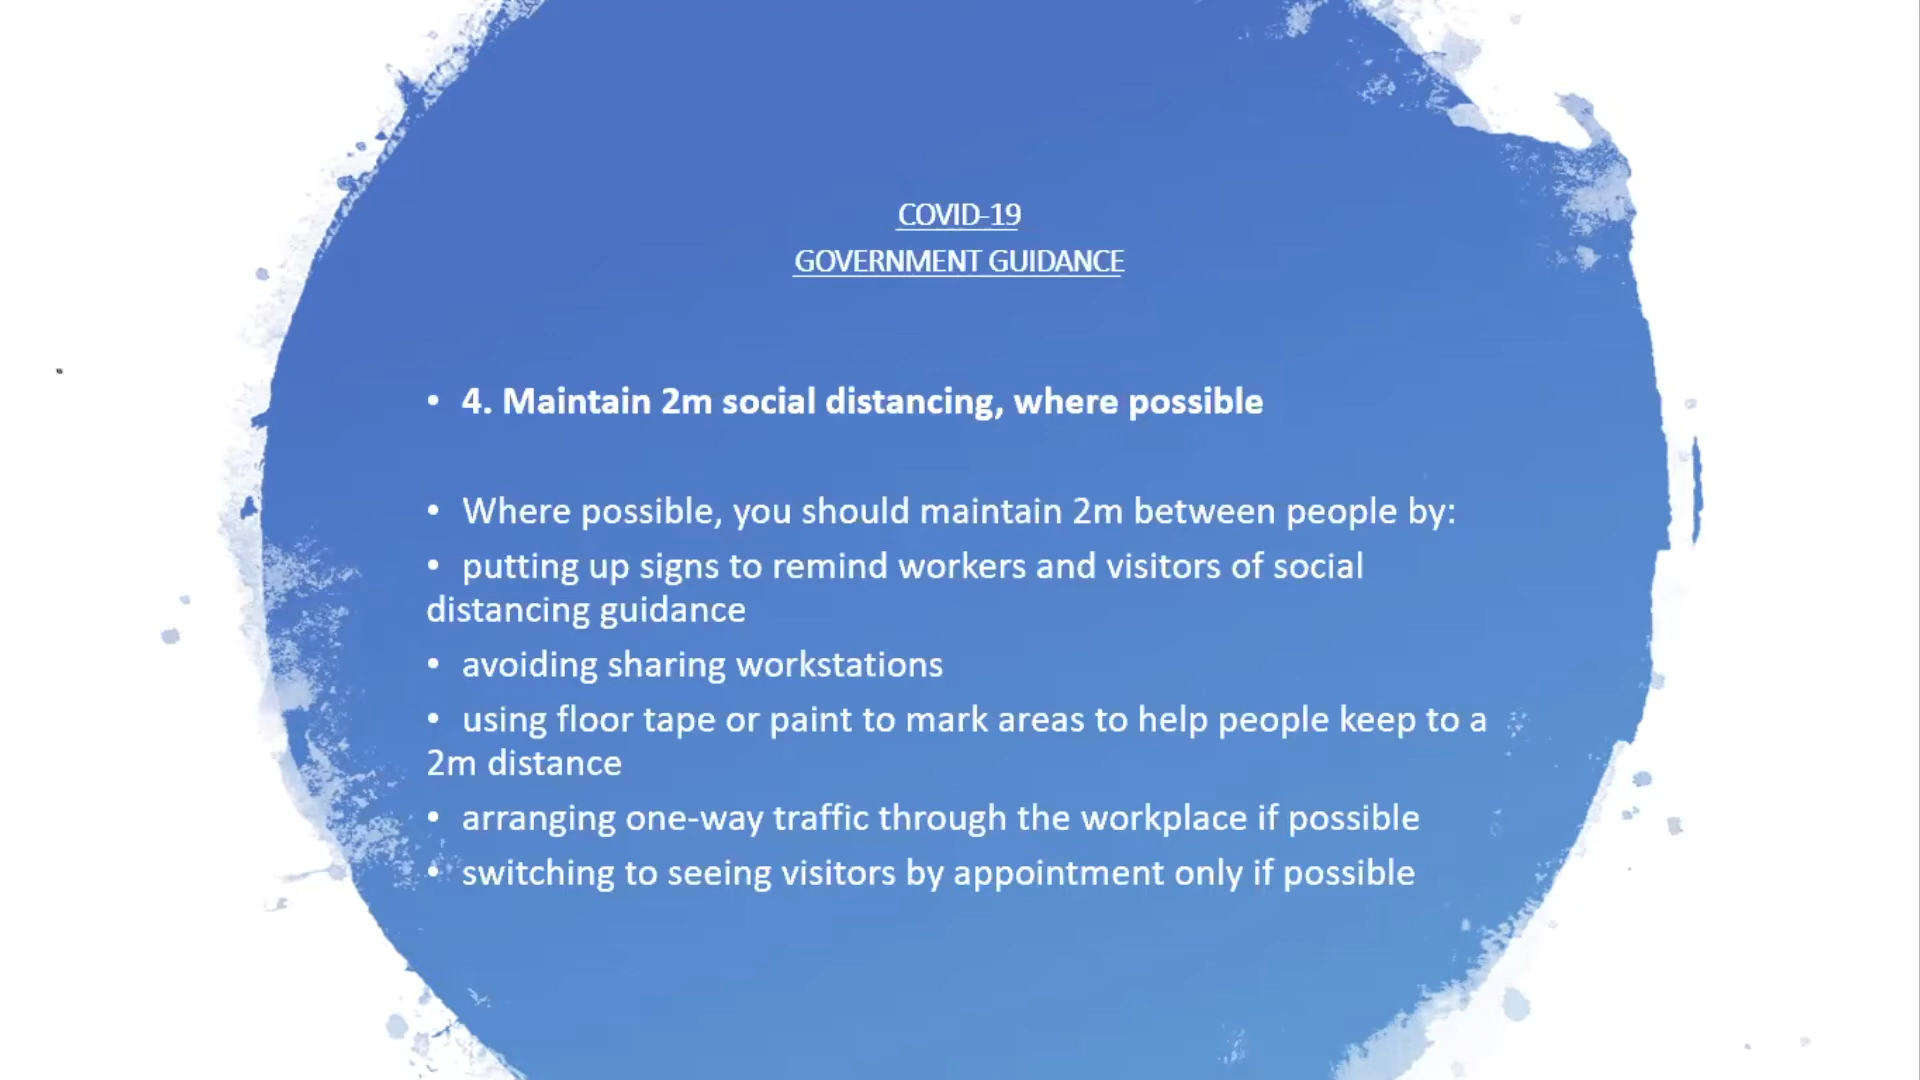 COVID-19
GOVERNMENT GUIDANCE
• 4. Maintain 2m social distancing, where possible
• Where possible, you should maintain 2m between people by:
• putting up signs to remind workers and visitors of social
distancing guidance
• avoiding sharing workstations
• using floor tape or paint to mark areas to help people keep to a
2m distance
• arranging one-way traffic through the workplace if possible
• switching to seeing visitors by appointment only if possible